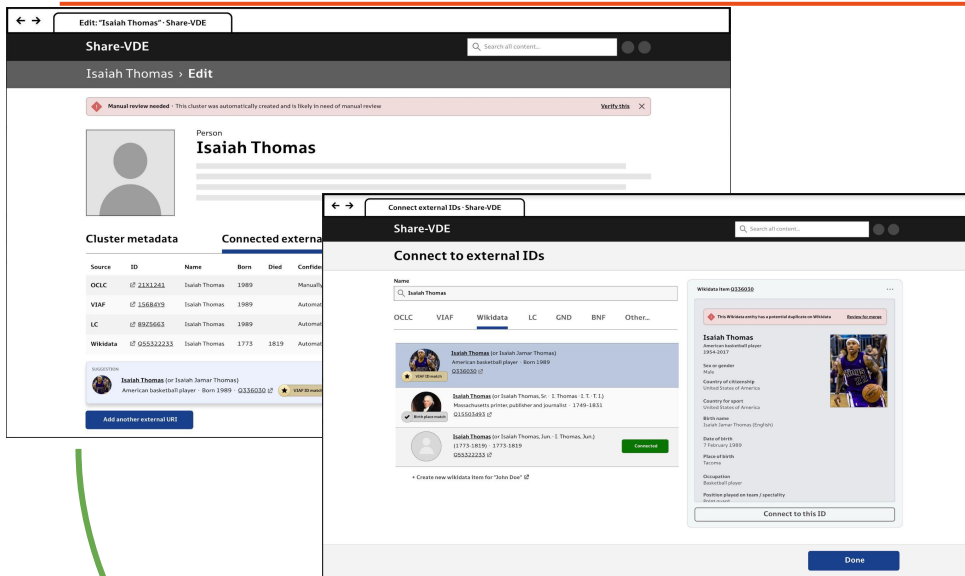 Edit: "Isaiah Thomas" · Share-VDE
Share-VDE
Search all content...
Isaiah Thomas › Edit
Manual review needed · This cluster was automatically created and is likely in need of manual review
Verify this
Person
Isaiah Thomas
Cluster metadata
Connected externa
Source ID Name Born Died Confide
OCLC 21X1241 Isaiah Thomas 1989 Manually
VIAF 15684Y9 Isaiah Thomas 1989 Automat
LC 89Z5663 Isaiah Thomas 1989 Automat
Wikidata Q55322233 Isaiah Thomas 1773 1819 Automat
SUGGESTION
Isaiah Thomas (or Isaiah Jamar Thomas)
American basketball player · Born 1989 · Q336030 VIAF ID match
Add another external URI
Connect external IDs · Share-VDE
Share-VDE
Search all content...
Connect to external IDs
Name
Isaiah Thomas
OCLC VIAF Wikidata LC GND BNF Other...
Isaiah Thomas (or Isaiah Jamar Thomas)
American basketball player · Born 1989
Q336030
VIAF ID match
Isaiah Thomas (or Isaiah Thomas, Sr. · I. Thomas · I. T. · T. I.)
Massachusetts printer, publisher and journalist · 1749-1831
Q15503493
Birth place match
Isaiah Thomas (or Isaiah Thomas, Jun. · I. Thomas, Jun.)
(1773-1819) · 1773-1819
Q55322233
Connected
+ Create new wikidata item for "John Doe"
Wikidata item Q336030
This Wikidata entity has a potential duplicate on Wikidata
Review for merge
Isaiah Thomas
American basketball player
1954-2017
Sex or gender
Male
Country of citizenship
United States of America
Country for sport
United States of America
Birth name
Isaiah Jamar Thomas (English)
Date of birth
7 February 1989
Place of birth
Tacoma
Occupation
Basketball player
Position played on team / speciality
Point guard
KINGS
22
Connect to this ID
Done